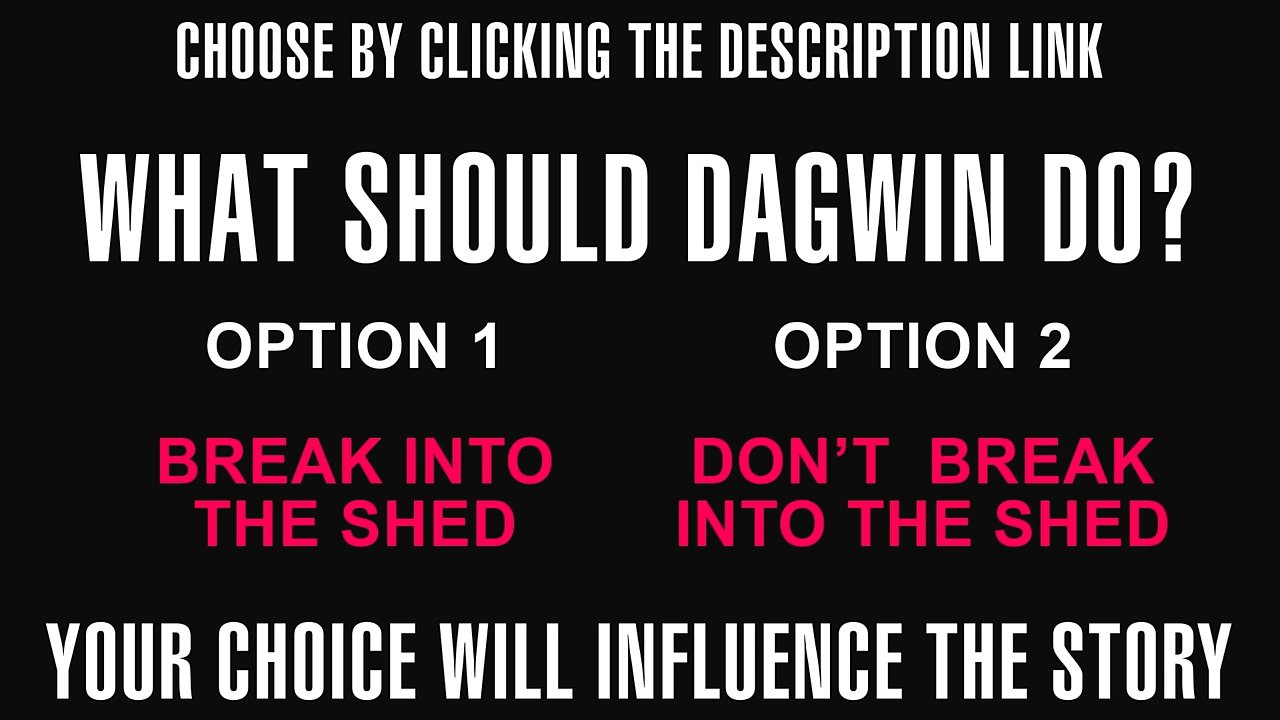 CHOOSE BY CLICKING THE DESCRIPTION LINK
WHAT SHOULD DAGWIN DO?
OPTION 1
BREAK INTO
THE SHED
OPTION 2
DON’T BREAK
INTO THE SHED
YOUR CHOICE WILL INFLUENCE THE STORY